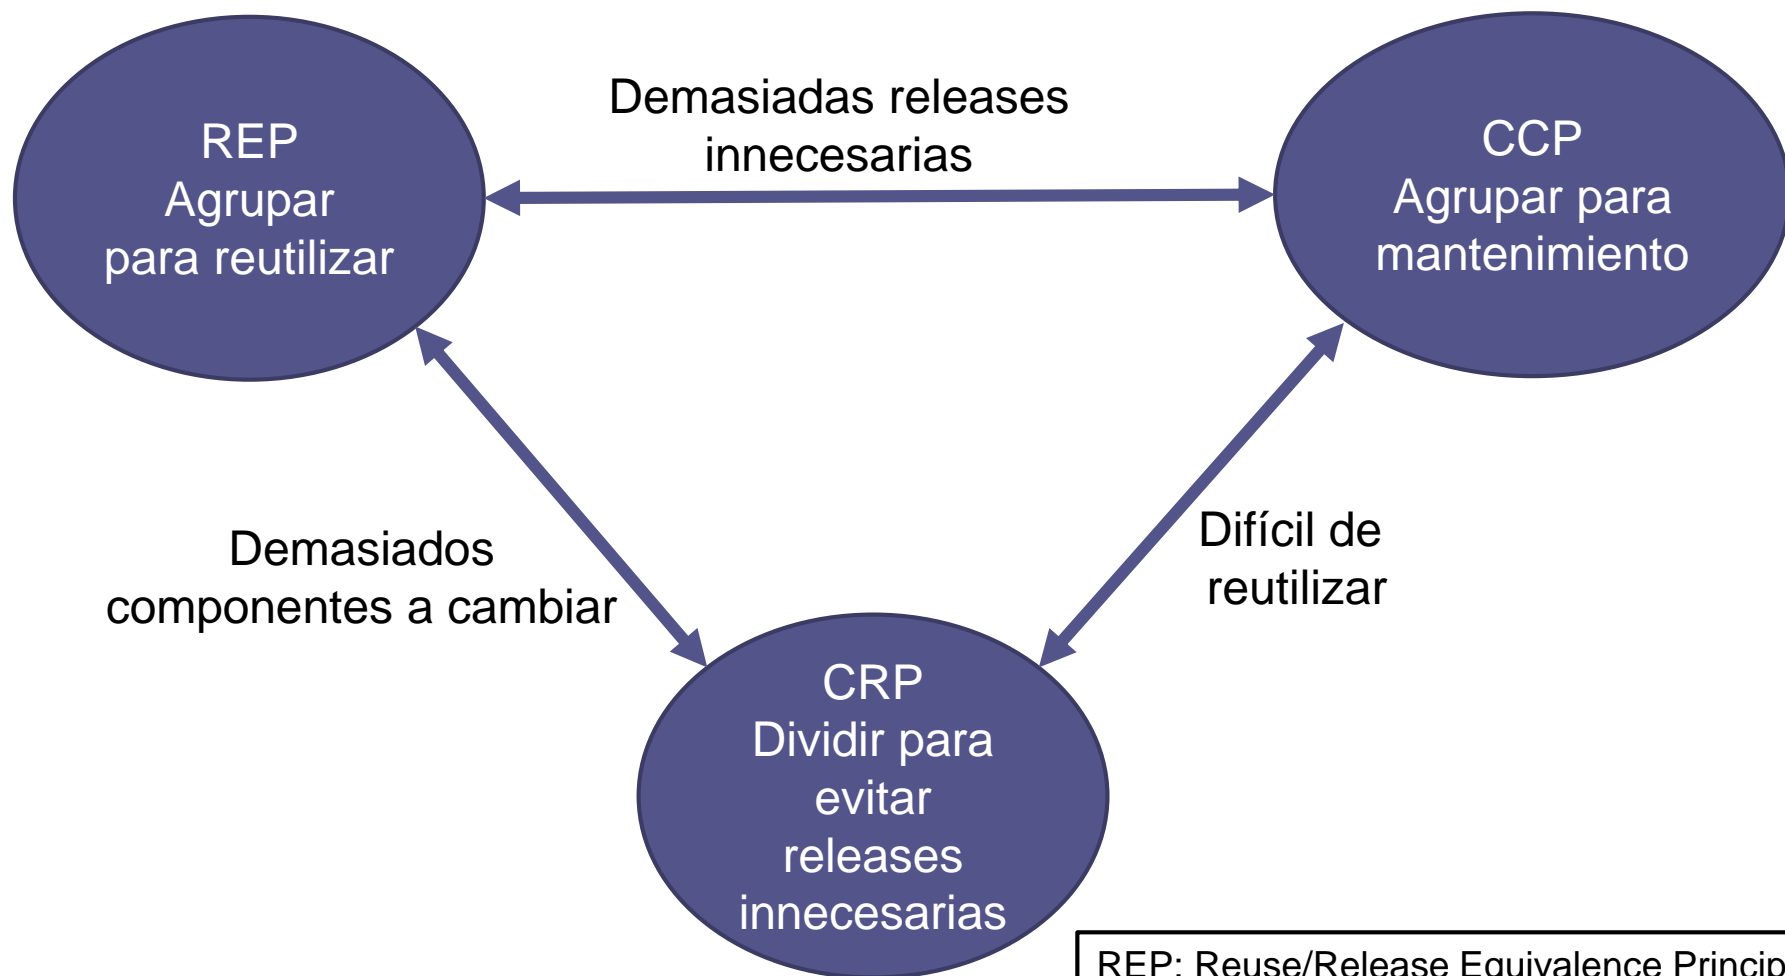 REP
Agrupar
para reutilizar
Demasiadas releases
innecesarias
CCP
Agrupar para
mantenimiento
Demasiados
componentes a cambiar
Difícil de
reutilizar
CRP
Dividir para
evitar
releases
innecesarias
REP: Reuse/Release Equivalence